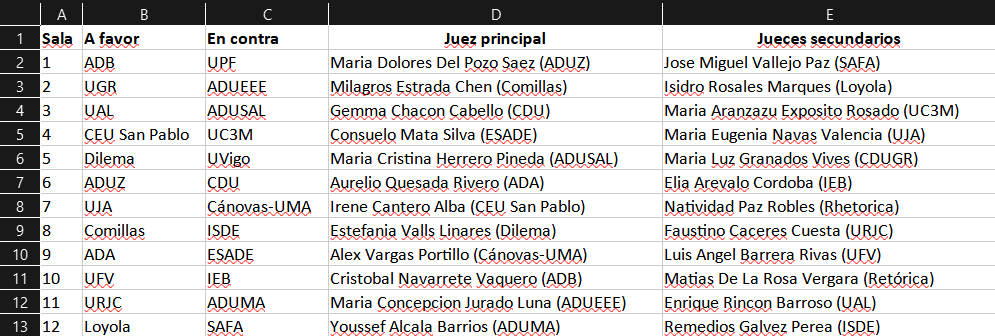 A B C D E
1 Sala A favor En contra Juez principal Jueces secundarios
2 1 ADB UPF Maria Dolores Del Pozo Saez (ADUZ) Jose Miguel Vallejo Paz (SAFA)
3 2 UGR ADUEEE Milagros Estrada Chen (Comillas) Isidro Rosales Marques (Loyola)
4 3 UAL ADUSAL Gemma Chacon Cabello (CDU) Maria Aranzazu Exposito Rosado (UC3M)
5 4 CEU San Pablo UC3M Consuelo Mata Silva (ESADE) Maria Eugenia Navas Valencia (UJA)
6 5 Dilema UVigo Maria Cristina Herrero Pineda (ADUSAL) Maria Luz Granados Vives (CDUGR)
7 6 ADUZ CDU Aurelio Quesada Rivero (ADA) Elia Arevalo Cordoba (IEB)
8 7 UJA Cánovas-UMA Irene Cantero Alba (CEU San Pablo) Natividad Paz Robles (Rhetorica)
9 8 Comillas ISDE Estefania Valls Linares (Dilema) Faustino Caceres Cuesta (URJC)
10 9 ADA ESADE Alex Vargas Portillo (Cánovas-UMA) Luis Angel Barrera Rivas (UFV)
11 10 UFV IEB Cristobal Navarrete Vaquero (ADB) Matias De La Rosa Vergara (Retórica)
12 11 URJC ADUMA Maria Concepcion Jurado Luna (ADUEEE) Enrique Rincon Barroso (UAL)
13 12 Loyola SAFA Youssef Alcala Barrios (ADUMA) Remedios Galvez Perea (ISDE)